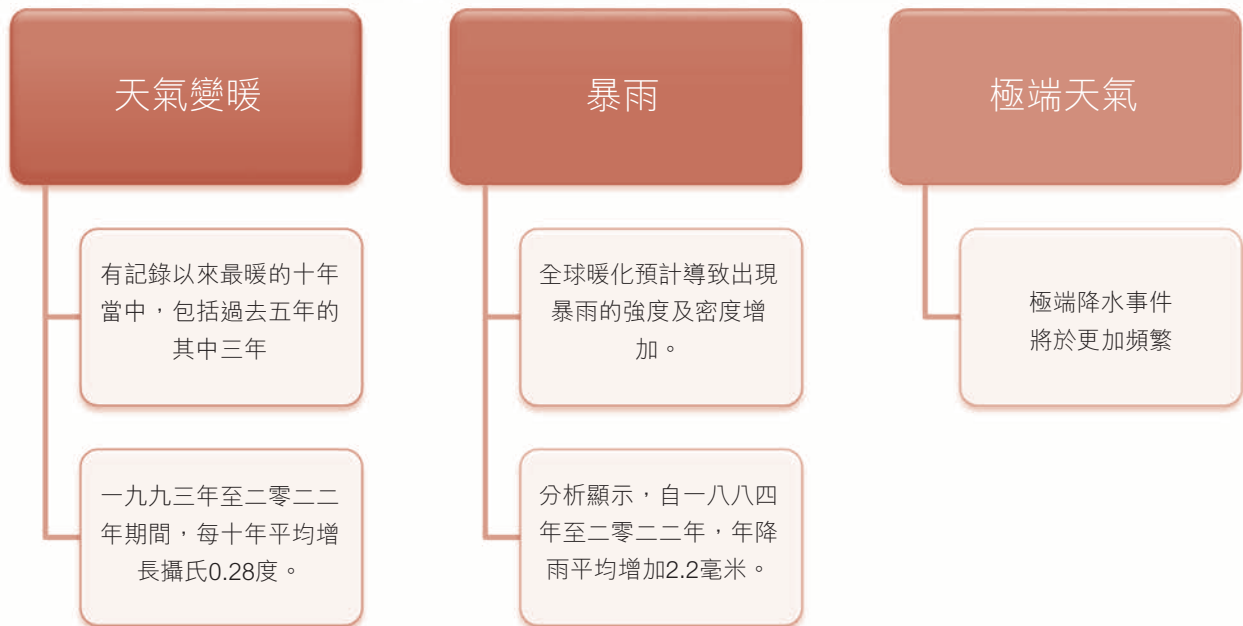 天氣變暖
有記錄以來最暖的十年
當中，包括過去五年的
其中三年
一九九三年至二零二二
年期間，每十年平均增
長攝氏0.28度。
暴雨
全球暖化預計導致出現
暴雨的強度及密度增
加。
分析顯示，自一八八四
年至二零二二年，年降
雨平均增加2.2毫米。
極端天氣
極端降水事件
將於更加頻繁